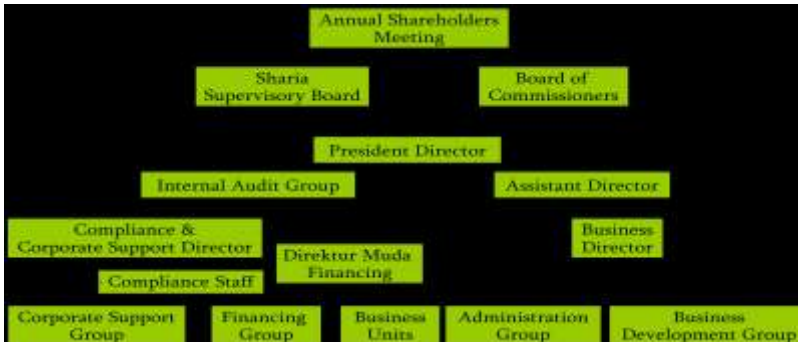 Annual Shareholders
Meeting
Sharia
Supervisory Board
Board of
Commissioners
President Director
Internal Audit Group
Assistant Director
Compliance &
Corporate Support Director
Business
Director
Direktur Muda
Financing
Compliance Staff
Corporate Support
Group
Financing
Group
Business
Units
Administration
Group
Business
Development Group